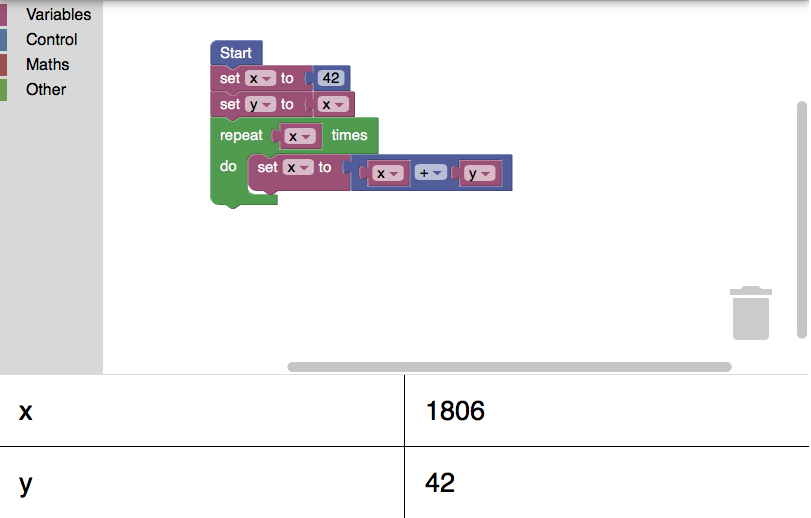 Variables
Control
Maths
Other
Start
set x to 42
set y to x
repeat x times
do set x to x + y
x 1806
y 42